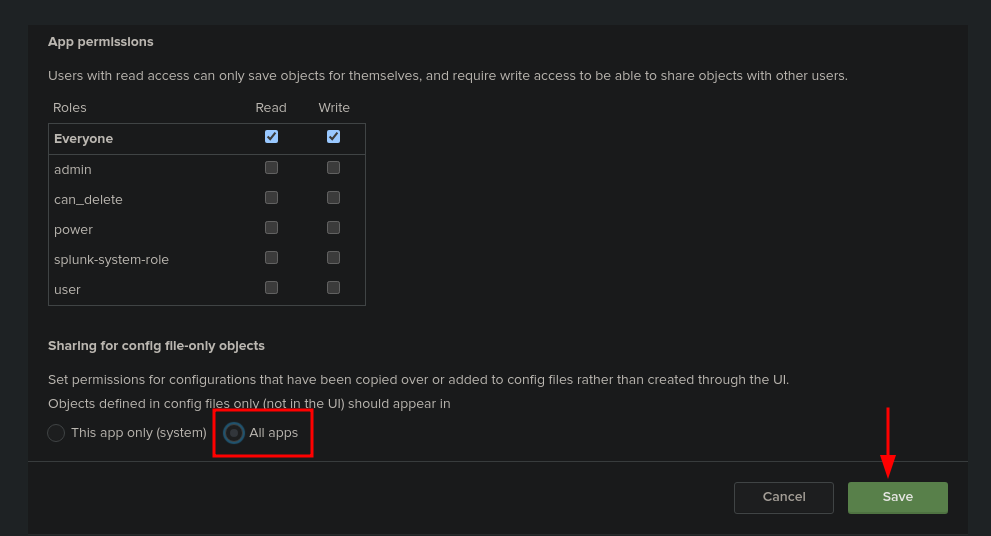 App permissions
Users with read access can only save objects for themselves, and require write access to be able to share objects with other users.
Roles Read Write
Everyone
admin
can_delete
power
splunk-system-role
user
Sharing for config file-only objects
Set permissions for configurations that have been copied over or added to config files rather than created through the UI.
Objects defined in config files only (not in the UI) should appear in
This app only (system) All apps
Cancel Save